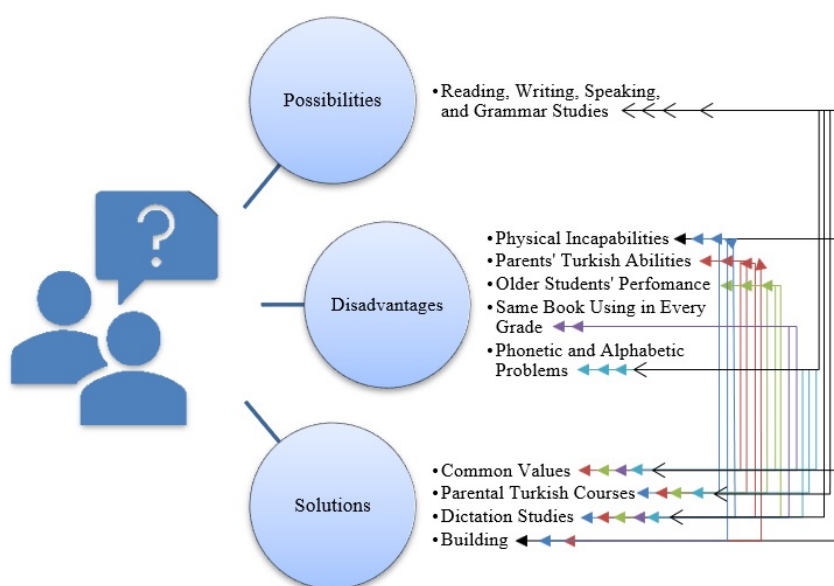 Possibilities
•Reading, Writing, Speaking,
and Grammar Studies
?
Disadvantages
•Physical Incapabilities
•Parents' Turkish Abilities
•Older Students' Perfomance
•Same Book Using in Every
Grade
•Phonetic and Alphabetic
Problems
Solutions
•Common Values
•Parental Turkish Courses
•Dictation Studies
•Building